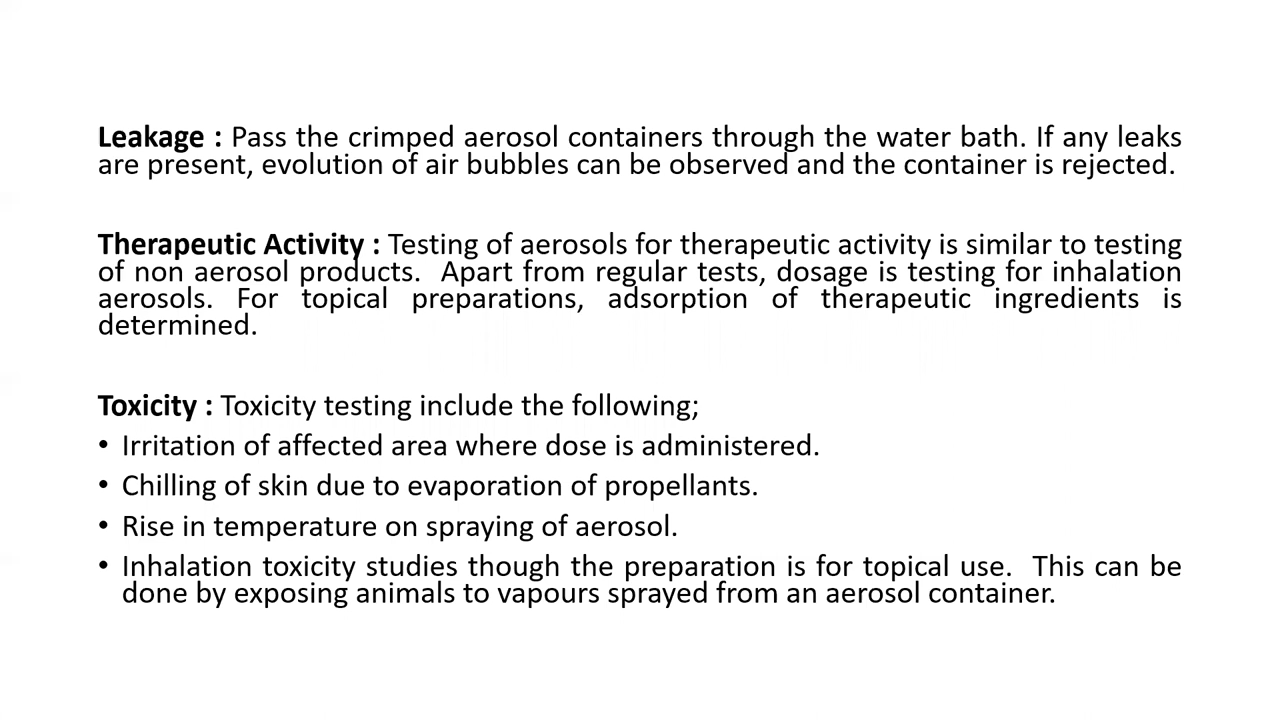 Leakage : Pass the crimped aerosol containers through the water bath. If any leaks
are present, evolution of air bubbles can be observed and the container is rejected.
Therapeutic Activity : Testing of aerosols for therapeutic activity is similar to testing
of non aerosol products.  Apart from regular tests, dosage is testing for inhalation
aerosols. For topical preparations, adsorption of therapeutic ingredients is
determined.
Toxicity : Toxicity testing include the following;
• Irritation of affected area where dose is administered.
• Chilling of skin due to evaporation of propellants.
• Rise in temperature on spraying of aerosol.
• Inhalation toxicity studies though the preparation is for topical use.  This can be
done by exposing animals to vapours sprayed from an aerosol container.